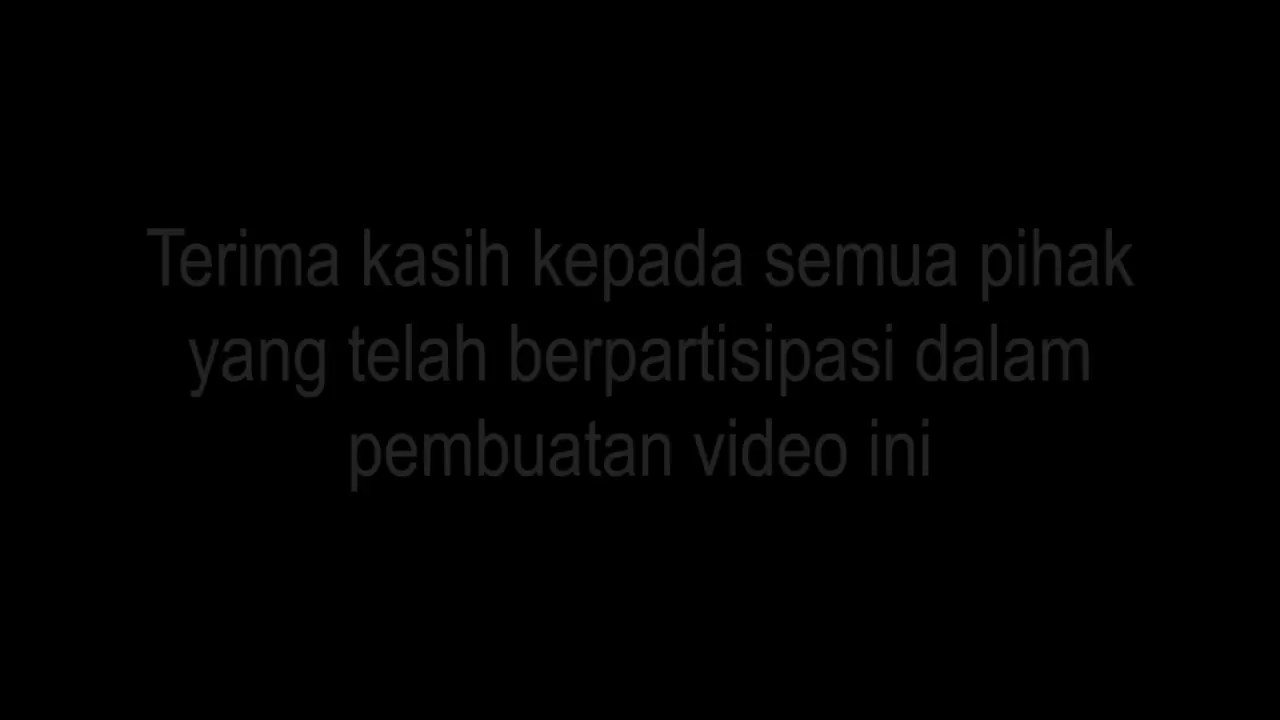 Terima kasih kepada semua pihak
yang telah berpartisipasi dalam
pembuatan video ini